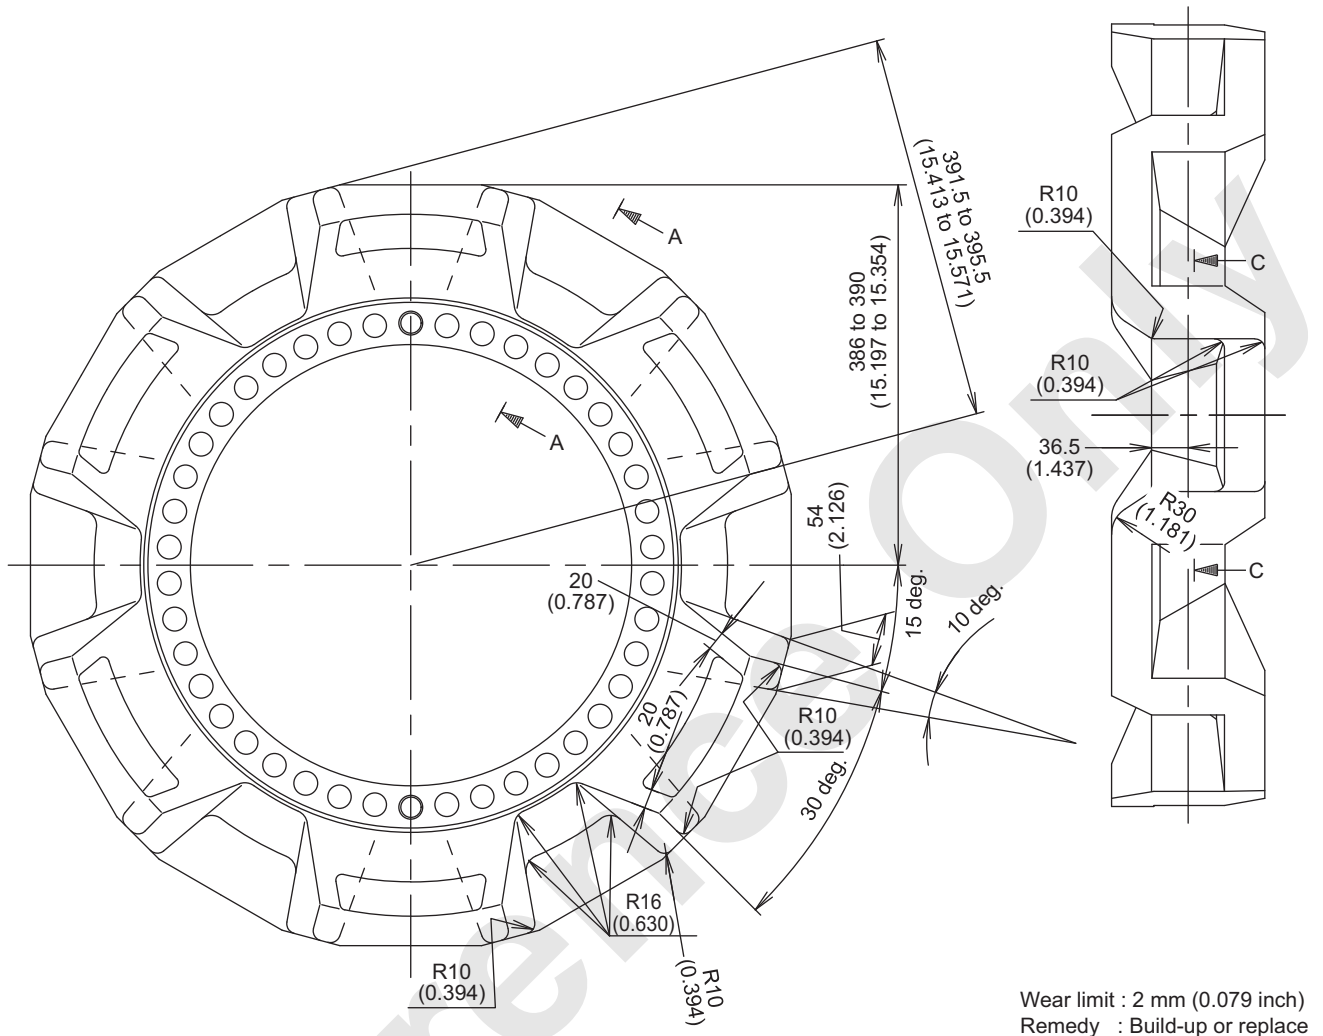 391.5 to 395.5
(15.413 to 15.571)
A
386 to 390
(15.197 to 15.354)
A
R10
(0.394)
C
R10
(0.394)
36.5
(1.437)
R30
(1.181)
C
54
(2.126)
20
(0.787)
15 deg.
10 deg.
20
(0.787)
R10
(0.394)
30 deg.
R16
(0.630)
R10
(0.394)
R10
(0.394)
Wear limit : 2 mm (0.079 inch)
Remedy : Build-up or replace
rence Only